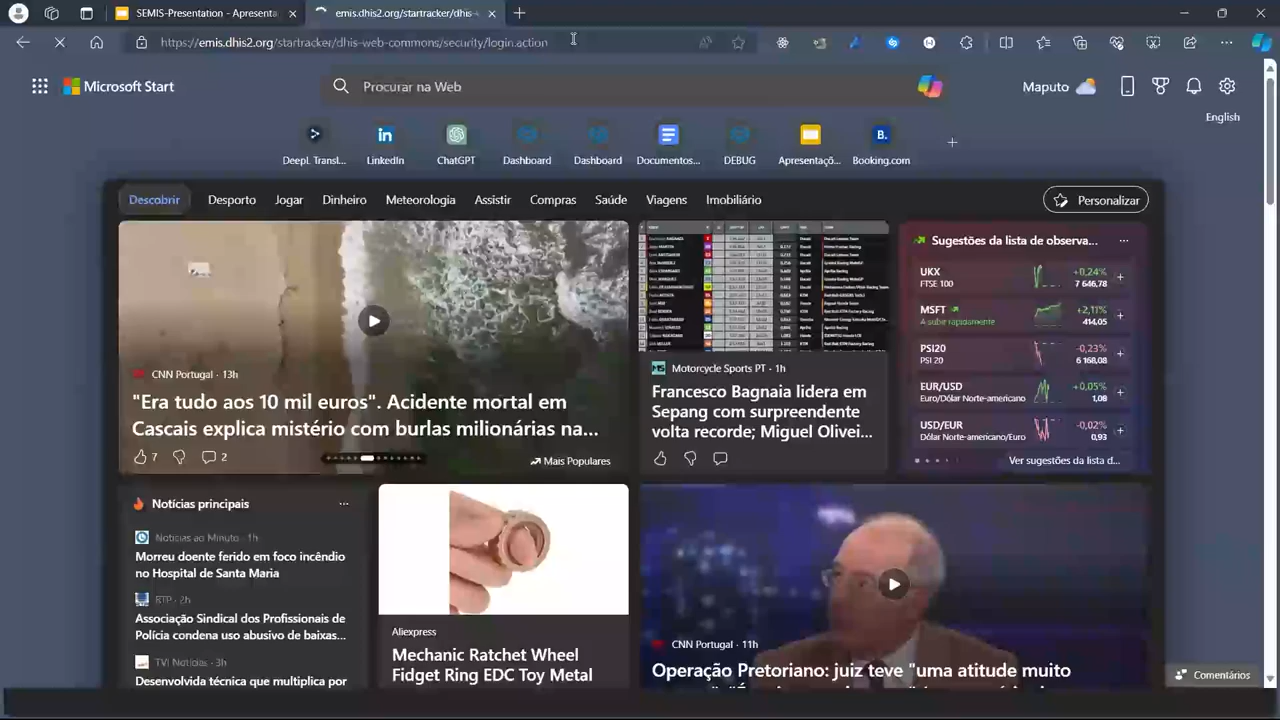 SEMIS-Presentation - Apresenta
emis.dhis2.org/startracker/dhis-
https://emis.dhis2.org/startracker/dhis-web-commons/security/login.action
Microsoft Start
Procurar na Web
Maputo
English
DeepL Transl...
LinkedIn
ChatGPT
Dashboard
Dashboard
Documentos...
DEBUG
Apresentaçõ...
Booking.com
Descobrir
Desporto
Jogar
Dinheiro
Meteorologia
Assistir
Compras
Saúde
Viagens
Imobiliário
Personalizar
CNN Portugal · 13h
"Era tudo aos 10 mil euros". Acidente mortal em
Cascais explica mistério com burlas milionárias na...
7
2
Mais Populares
Motorcycle Sports PT · 1h
Francesco Bagnaia lidera em
Sepang com surpreendente
volta recorde; Miguel Olivei...
Sugestões da lista de observa...
UKX
FTSE 100
+0,24%
7 646,78
MSFT
A subir rapidamente
+2,11%
414,05
PSI20
PSI 20
-0,23%
6 168,08
EUR/USD
Euro/Dólar Norte-americano
+0,05%
1,08
USD/EUR
Dólar Norte-americano/Euro
-0,02%
0,93
Ver sugestões da lista d...
Notícias principais
Notícias ao Minuto · 1h
Morreu doente ferido em foco incêndio
no Hospital de Santa Maria
RTP · 2h
Associação Sindical dos Profissionais de
Polícia condena uso abusivo de baixas...
TVI Notícias · 3h
Desenvolvida técnica que multiplica por
Aliexpress
Mechanic Ratchet Wheel
Fidget Ring EDC Toy Metal
CNN Portugal · 11h
Operação Pretoriano: juiz teve "uma atitude muito
Comentários